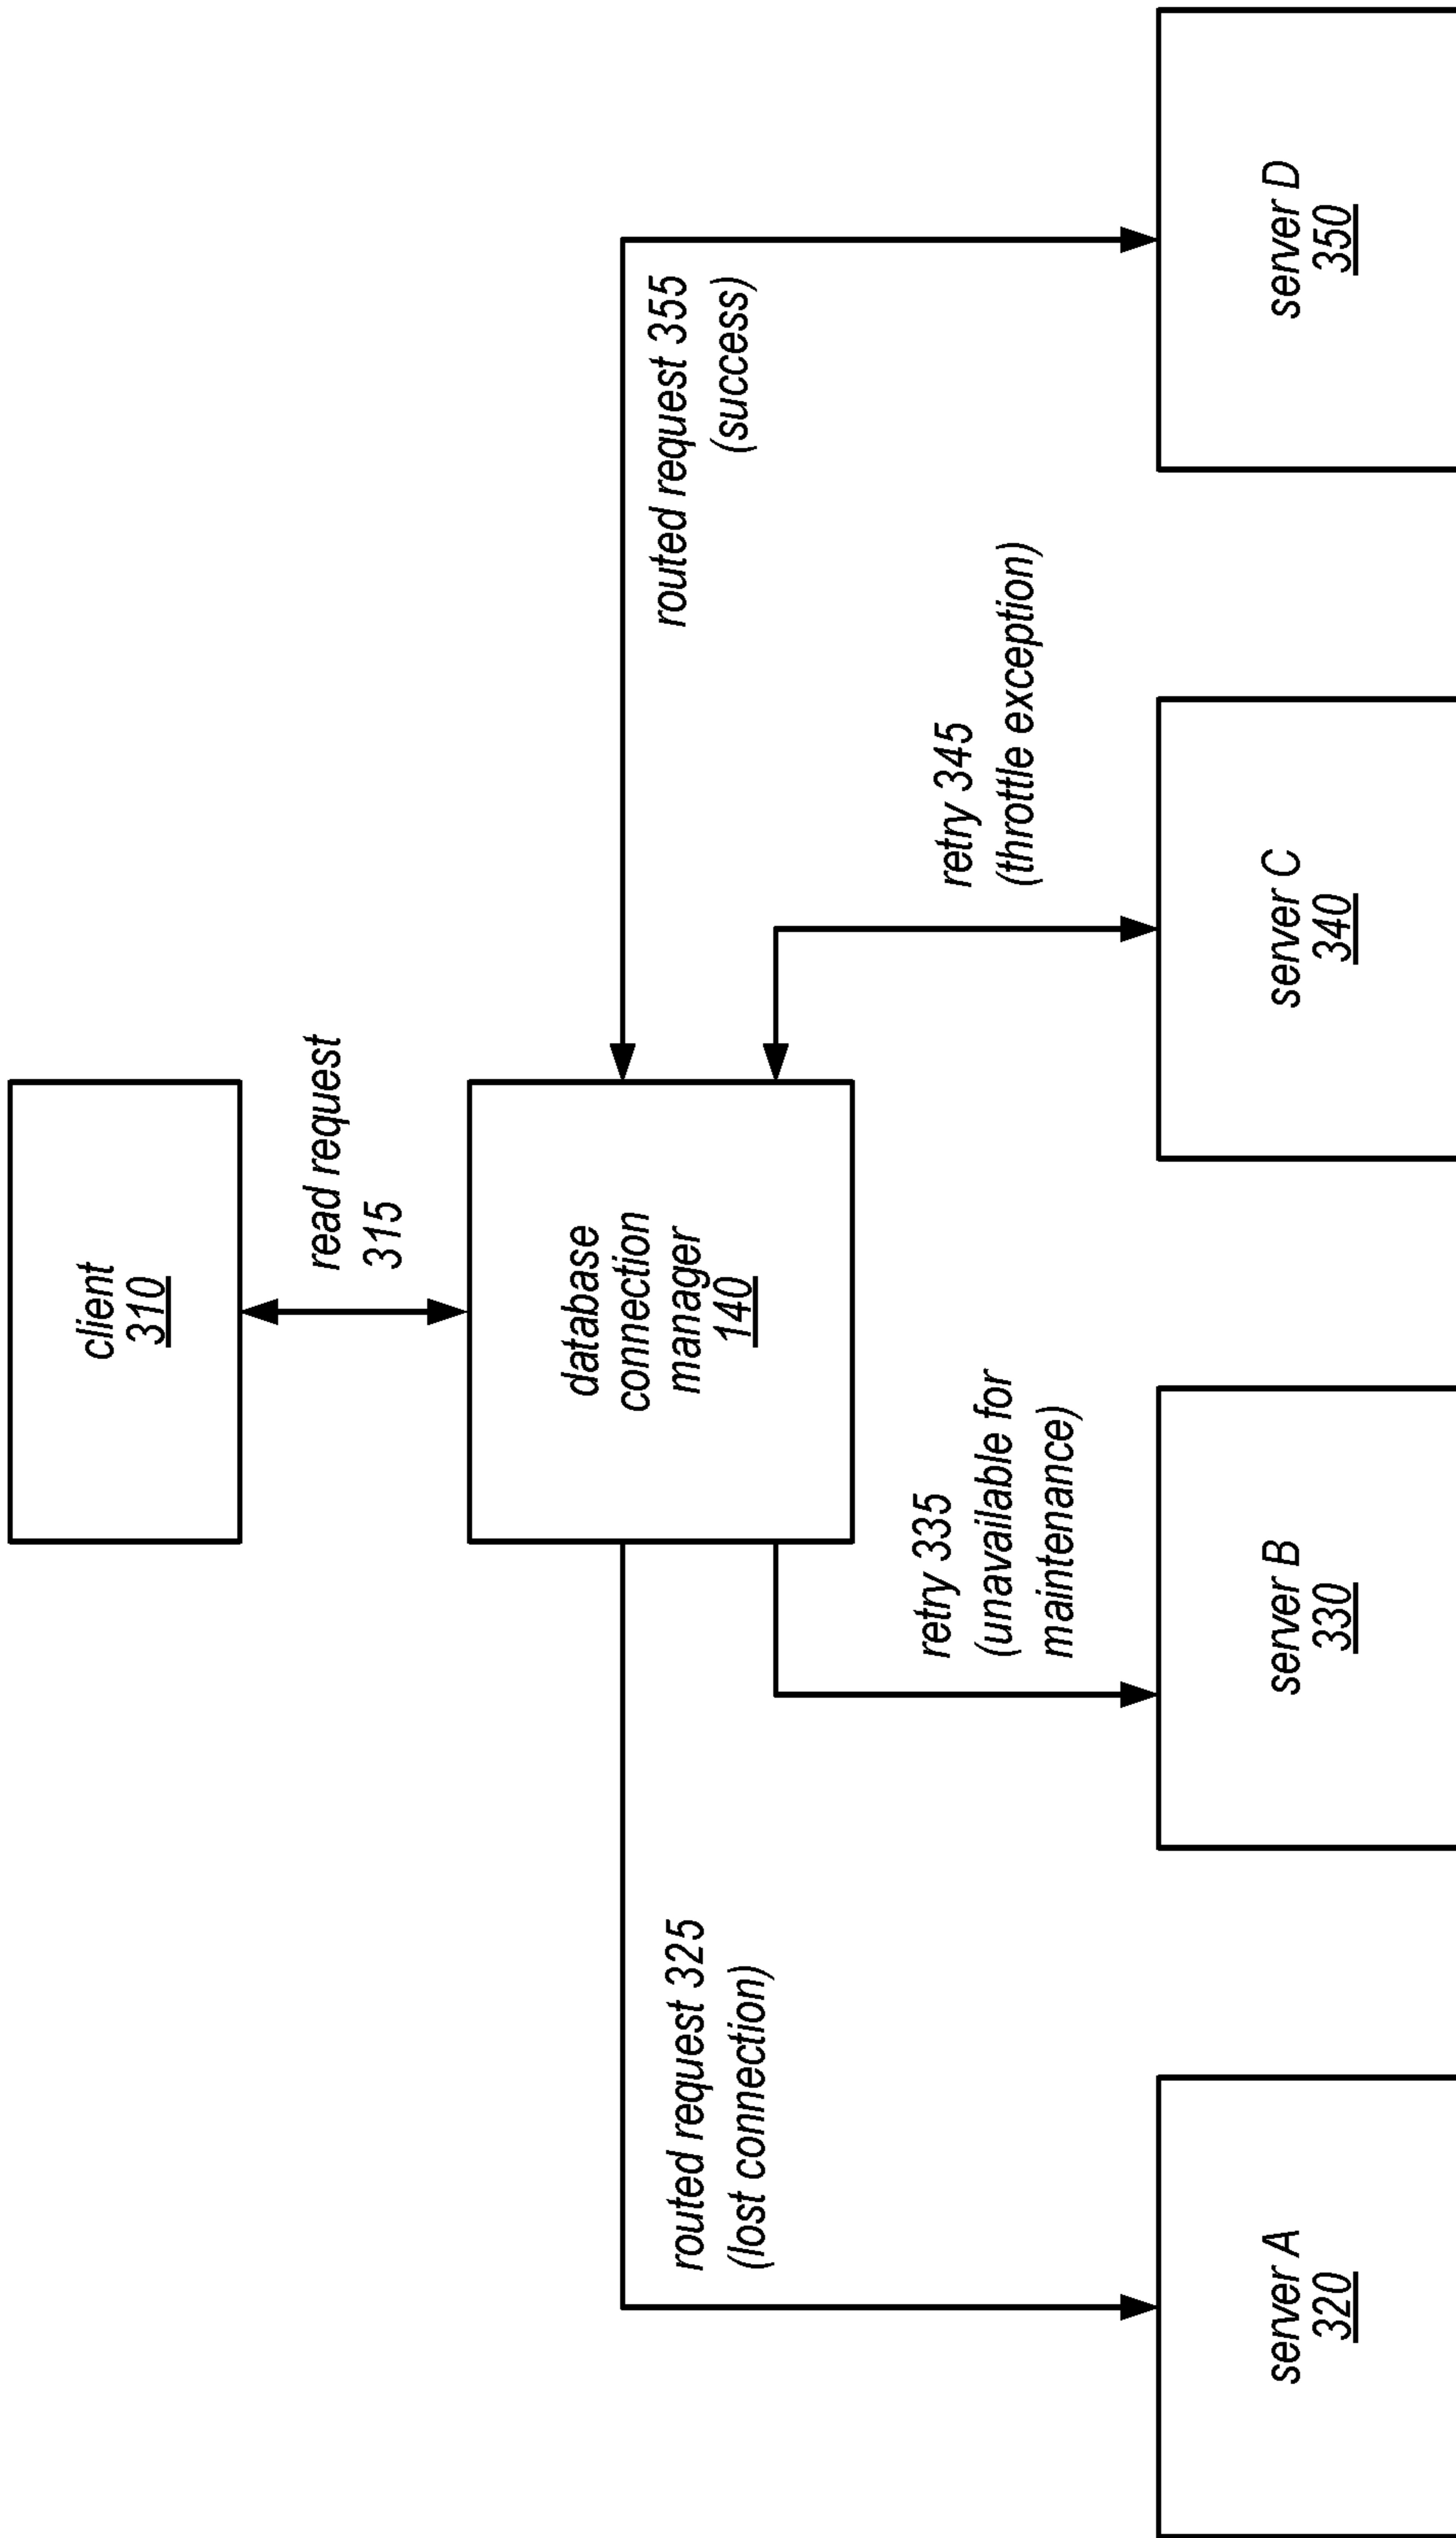 client
310
read request
315
database
connection
manager
140
routed request 325
(lost connection)
retry 335
(unavailable for
maintenance)
retry 345
(throttle exception)
routed request 355
(success)
server A
320
server B
330
server C
340
server D
350